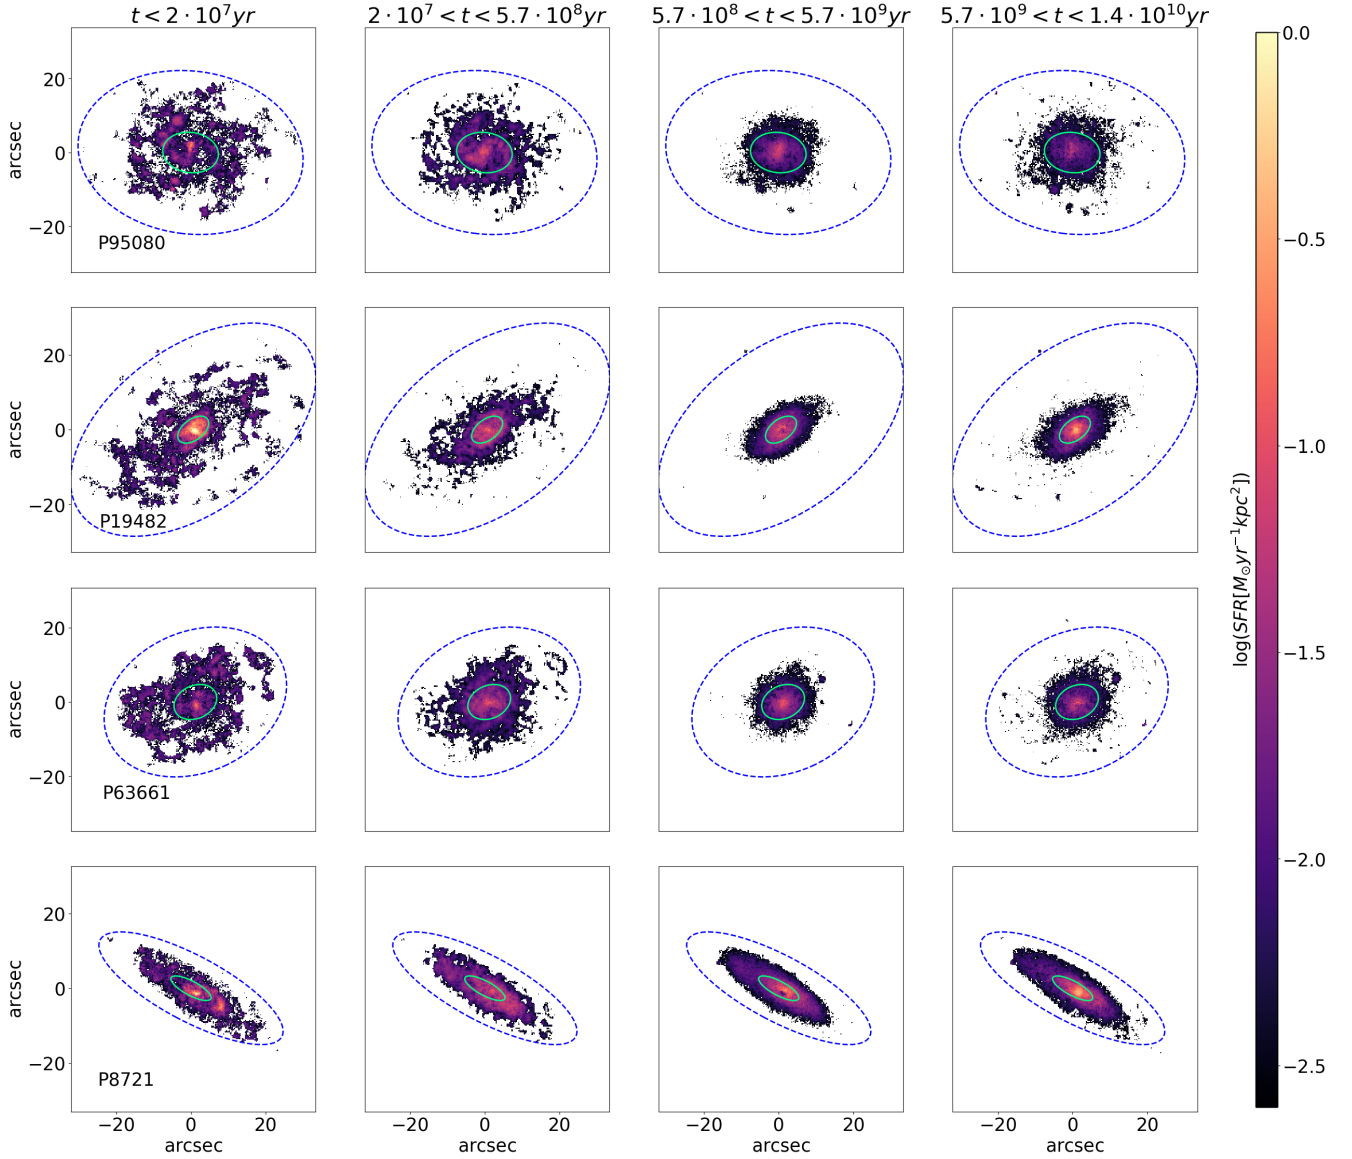 t < 2 · 10⁷yr
2 · 10⁷ < t < 5.7 · 10⁸yr
5.7 · 10⁸ < t < 5.7 · 10⁹yr
5.7 · 10⁹ < t < 1.4 · 10¹⁰yr
arcsec
20
0
−20
P95080
arcsec
20
0
−20
P19482
arcsec
20
0
−20
P63661
arcsec
20
0
−20
P8721
−20 0 20
arcsec
−20 0 20
arcsec
−20 0 20
arcsec
−20 0 20
arcsec
0.0
−0.5
−1.0
−1.5
−2.0
−2.5
log(SFR[M⊙yr⁻¹kpc²])